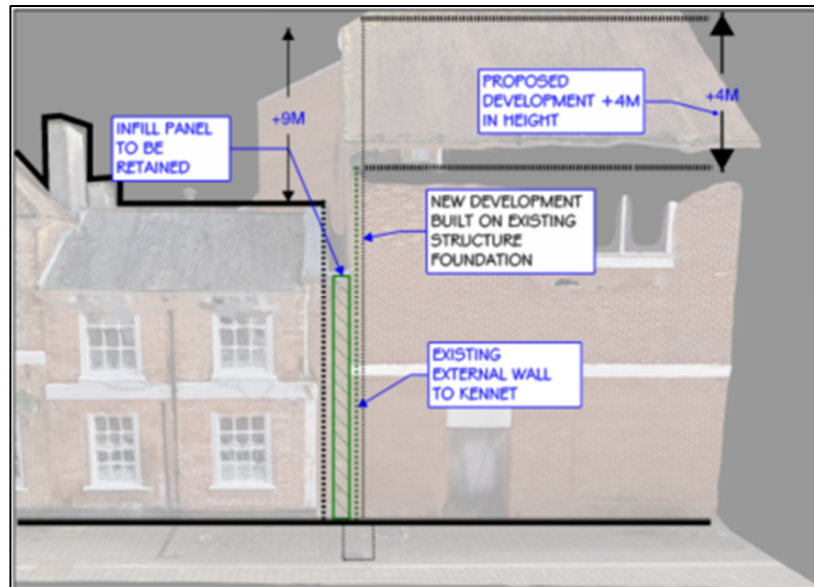 +9M
PROPOSED
DEVELOPMENT +4M
IN HEIGHT
+4M
INFILL PANEL
TO BE
RETAINED
NEW DEVELOPMENT
BUILT ON EXISTING
STRUCTURE
FOUNDATION
EXISTING
EXTERNAL WALL
TO KENNET